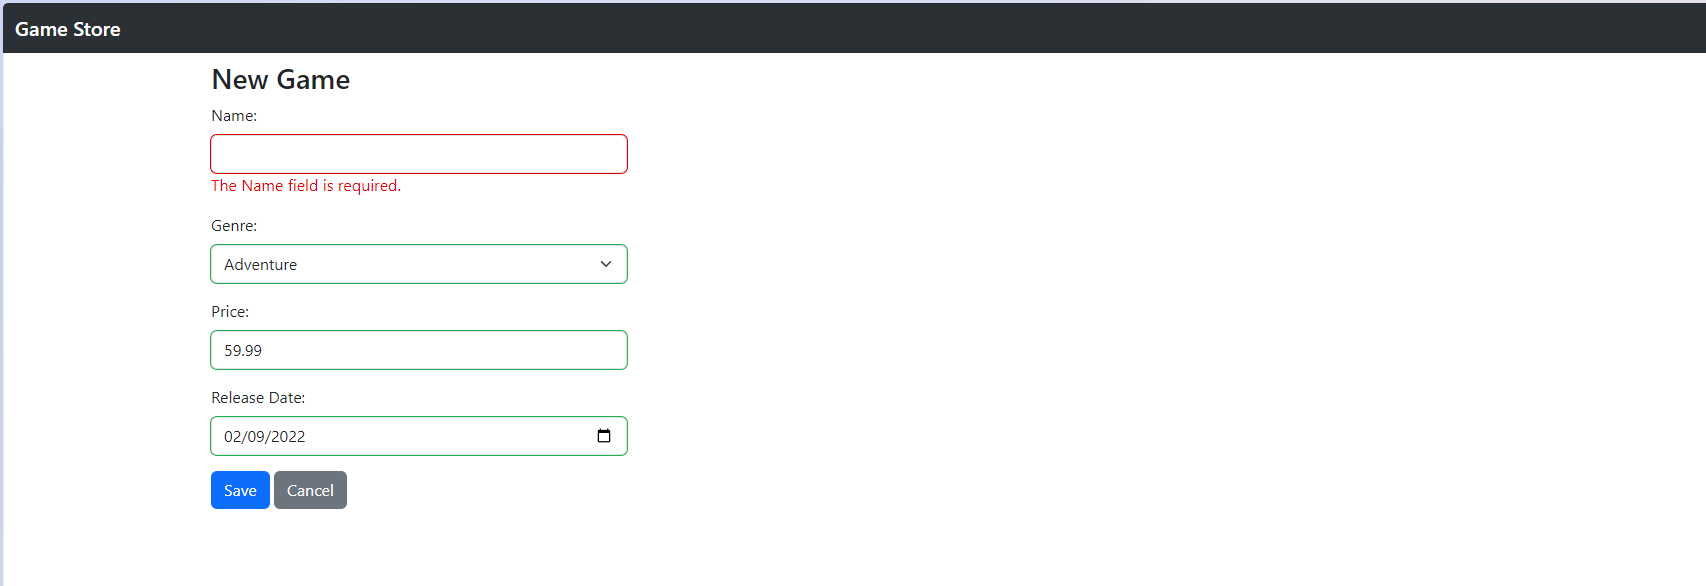 Game Store
New Game
Name:
The Name field is required.
Genre:
Adventure
Price:
59.99
Release Date:
02/09/2022
Save Cancel